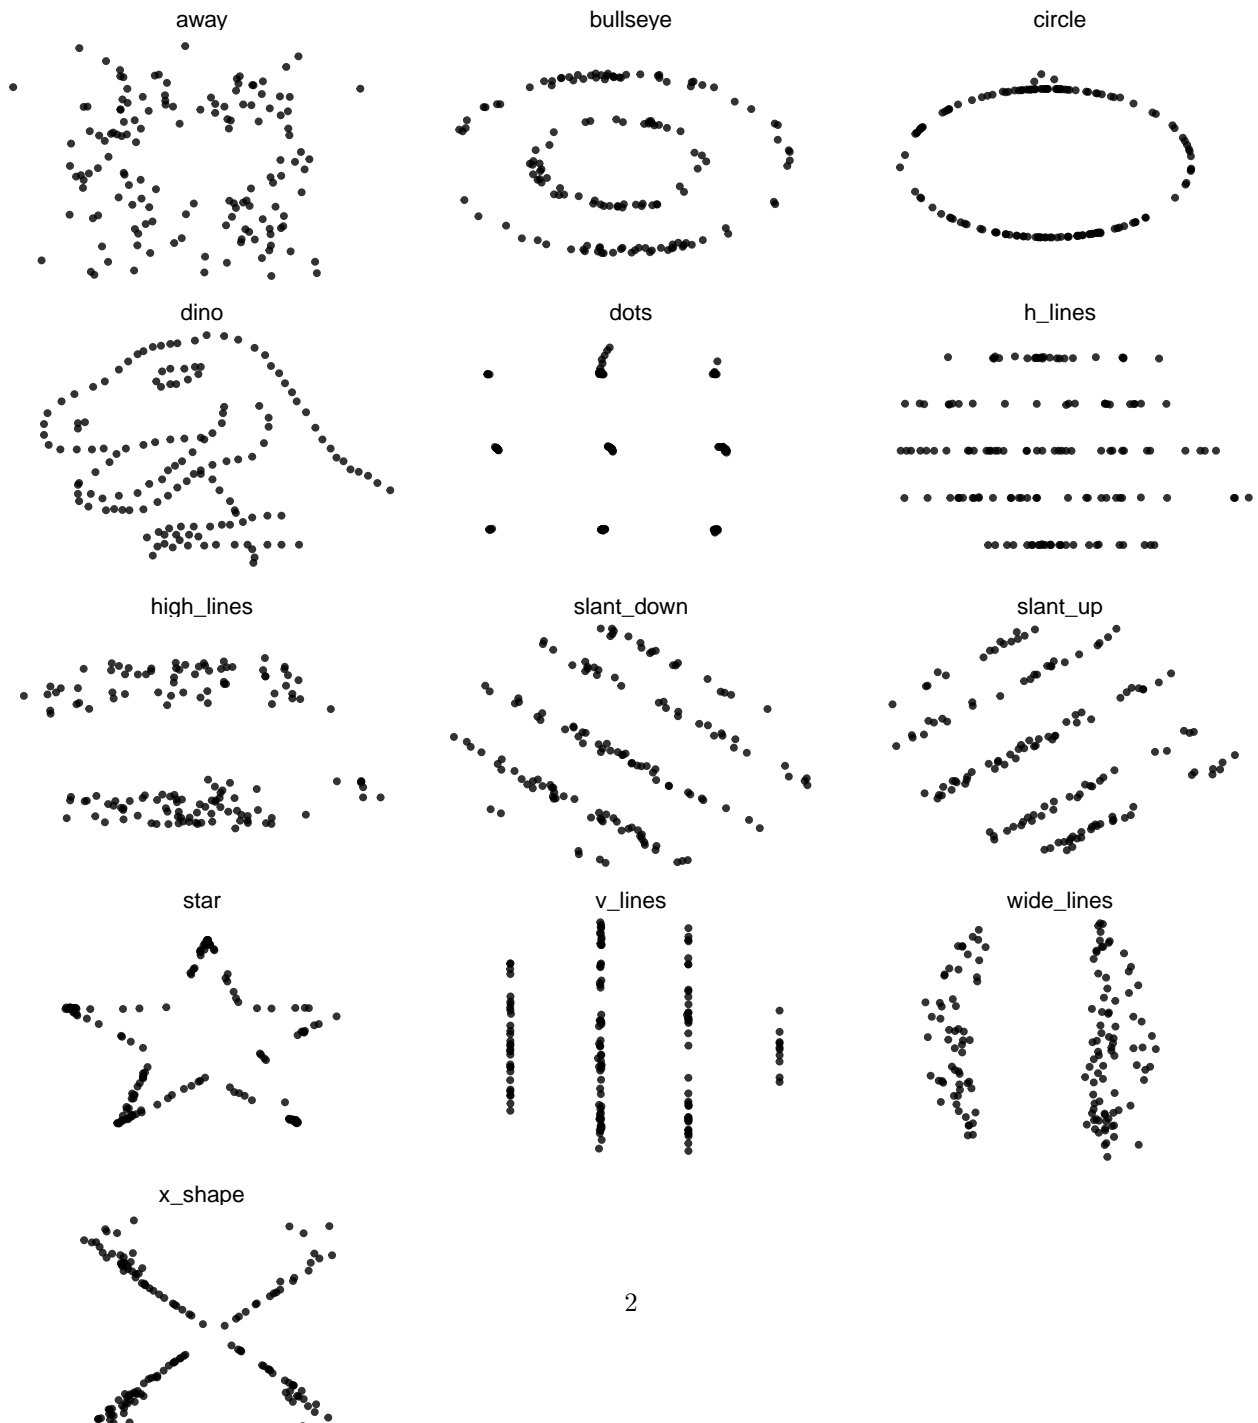 away bullseye circle
dino dots h_lines
high_lines slant_down slant_up
star v_lines wide_lines
x_shape
2